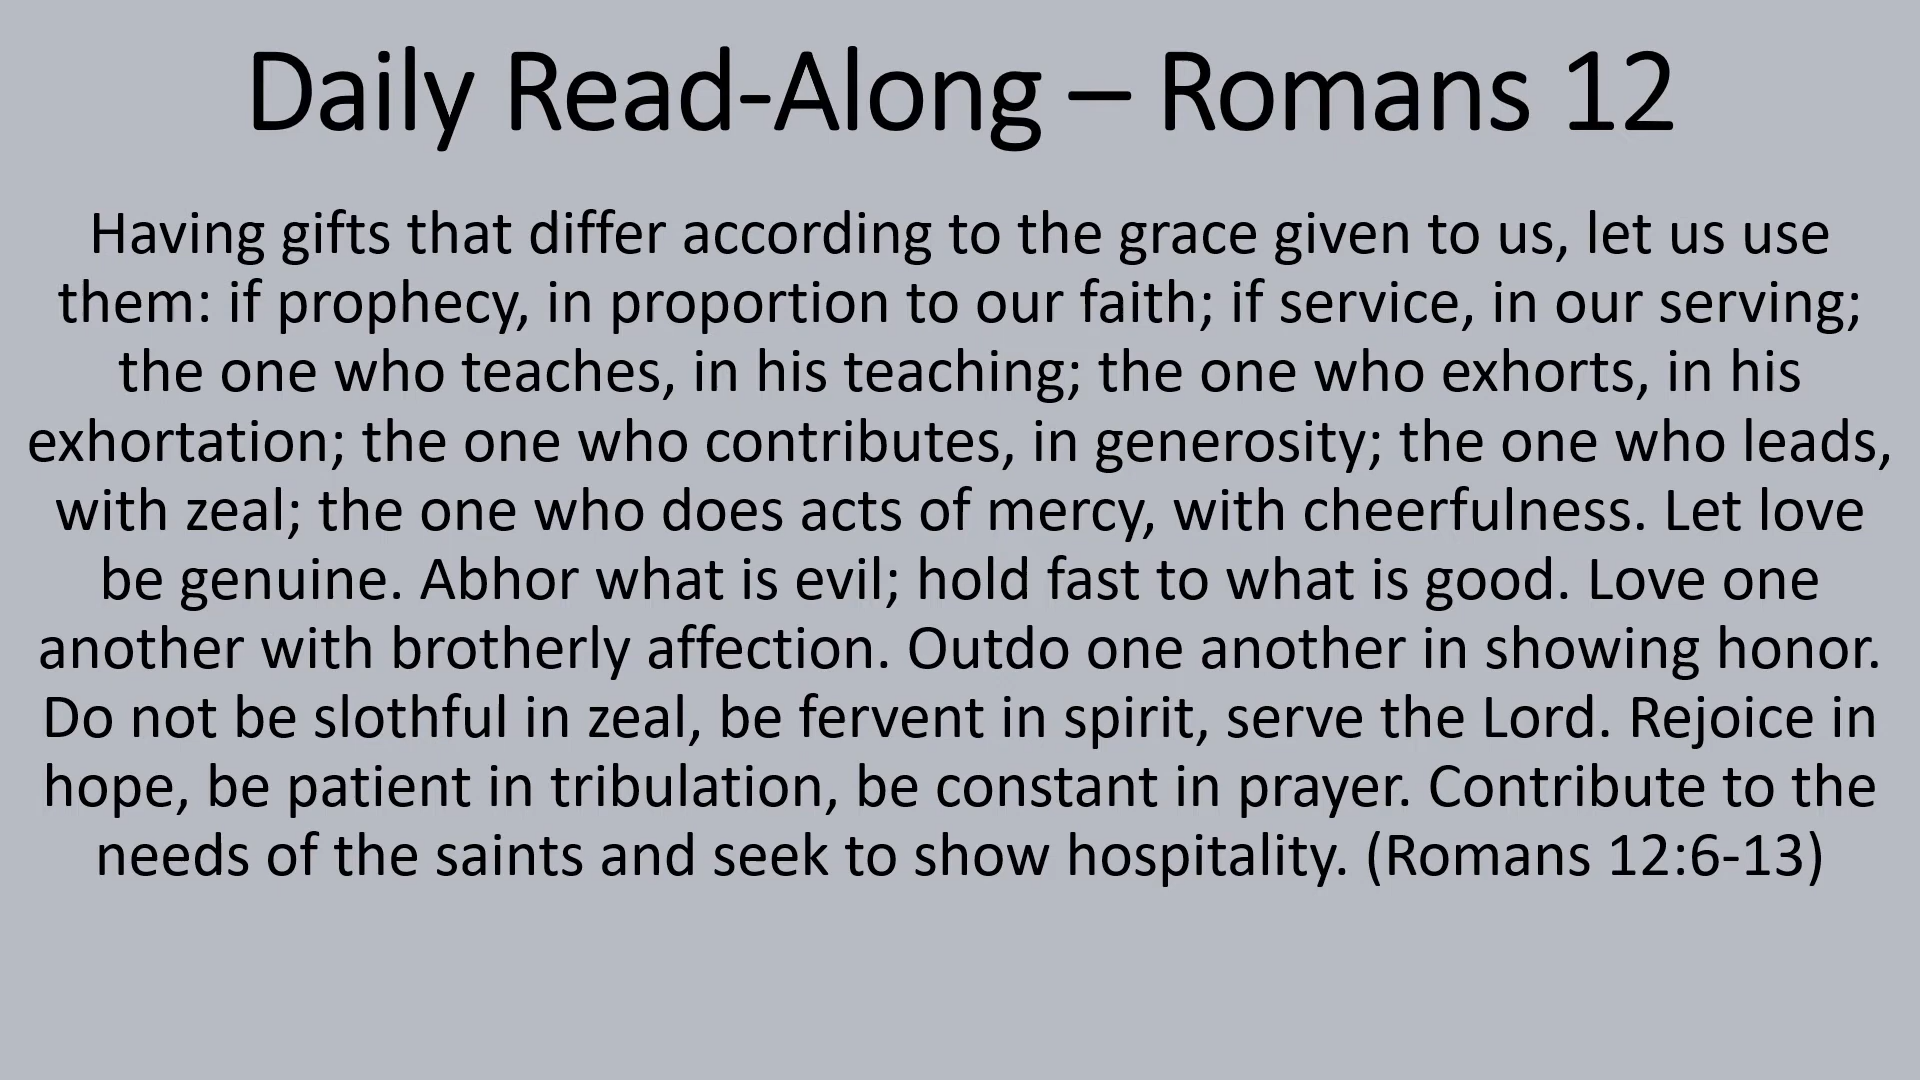 Daily Read-Along – Romans 12
Having gifts that differ according to the grace given to us, let us use
them: if prophecy, in proportion to our faith; if service, in our serving;
the one who teaches, in his teaching; the one who exhorts, in his
exhortation; the one who contributes, in generosity; the one who leads,
with zeal; the one who does acts of mercy, with cheerfulness. Let love
be genuine. Abhor what is evil; hold fast to what is good. Love one
another with brotherly affection. Outdo one another in showing honor.
Do not be slothful in zeal, be fervent in spirit, serve the Lord. Rejoice in
hope, be patient in tribulation, be constant in prayer. Contribute to the
needs of the saints and seek to show hospitality. (Romans 12:6-13)